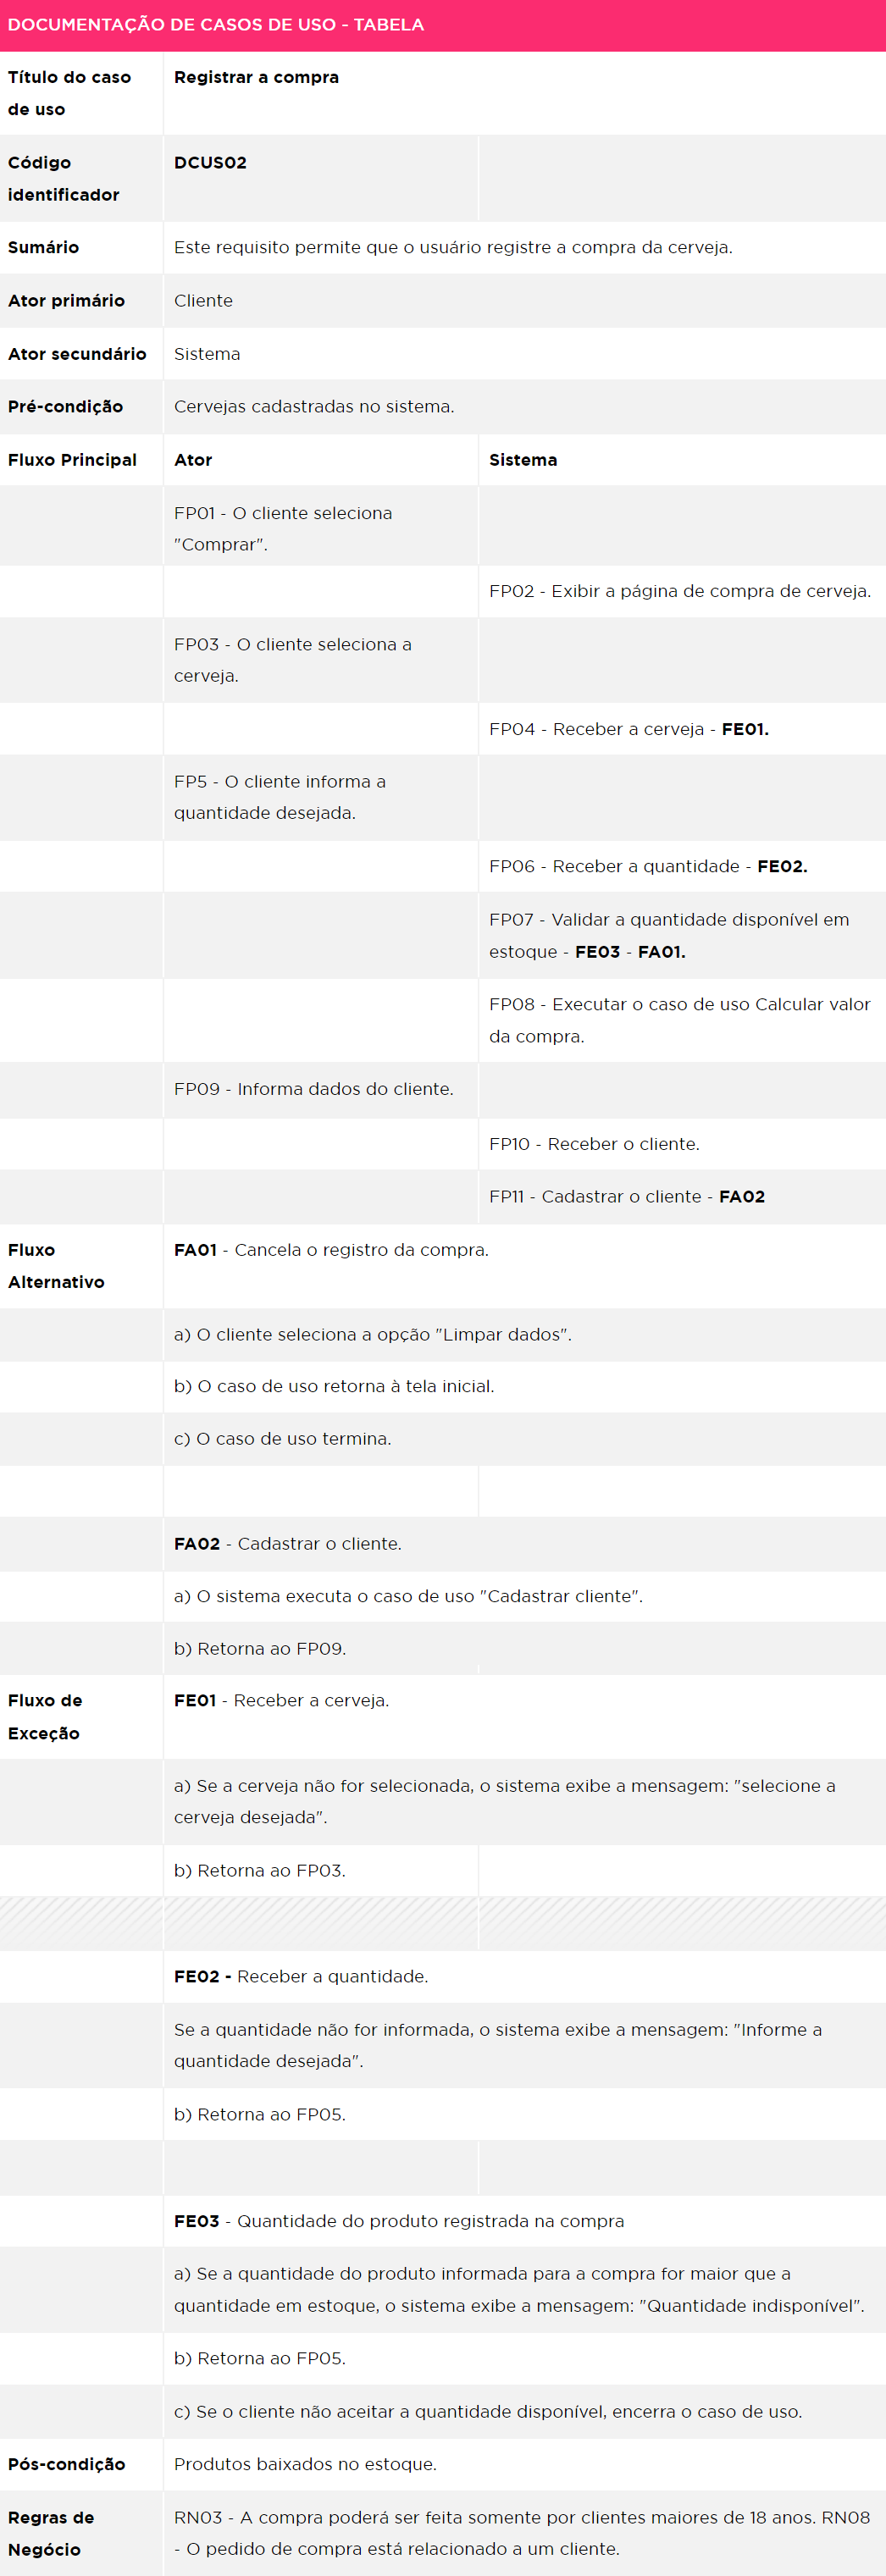 DOCUMENTAÇÃO DE CASOS DE USO - TABELA
Título do caso
de uso
Registrar a compra
Código
identificador
DCUS02
Sumário
Este requisito permite que o usuário registre a compra da cerveja.
Ator primário
Cliente
Ator secundário
Sistema
Pré-condição
Cervejas cadastradas no sistema.
Fluxo Principal
Ator
Sistema
FP01 - O cliente seleciona
"Comprar".
FP02 - Exibir a página de compra de cerveja.
FP03 - O cliente seleciona a
cerveja.
FP04 - Receber a cerveja - FE01.
FP5 - O cliente informa a
quantidade desejada.
FP06 - Receber a quantidade - FE02.
FP07 - Validar a quantidade disponível em
estoque - FE03 - FA01.
FP08 - Executar o caso de uso Calcular valor
da compra.
FP09 - Informa dados do cliente.
FP10 - Receber o cliente.
FP11 - Cadastrar o cliente - FA02
Fluxo
Alternativo
FA01 - Cancela o registro da compra.
a) O cliente seleciona a opção "Limpar dados".
b) O caso de uso retorna à tela inicial.
c) O caso de uso termina.
FA02 - Cadastrar o cliente.
a) O sistema executa o caso de uso "Cadastrar cliente".
b) Retorna ao FP09.
Fluxo de
Exceção
FE01 - Receber a cerveja.
a) Se a cerveja não for selecionada, o sistema exibe a mensagem: "selecione a
cerveja desejada".
b) Retorna ao FP03.
FE02 - Receber a quantidade.
Se a quantidade não for informada, o sistema exibe a mensagem: "Informe a
quantidade desejada".
b) Retorna ao FP05.
FE03 - Quantidade do produto registrada na compra
a) Se a quantidade do produto informada para a compra for maior que a
quantidade em estoque, o sistema exibe a mensagem: "Quantidade indisponível".
b) Retorna ao FP05.
c) Se o cliente não aceitar a quantidade disponível, encerra o caso de uso.
Pós-condição
Produtos baixados no estoque.
Regras de
Negócio
RN03 - A compra poderá ser feita somente por clientes maiores de 18 anos. RN08
- O pedido de compra está relacionado a um cliente.